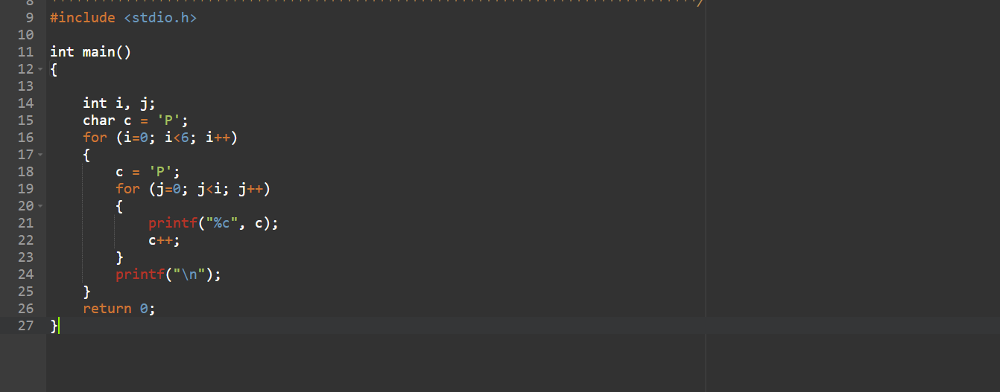 8 /
9 #include <stdio.h>
10
11 int main()
12 {
13
14     int i, j;
15     char c = 'P';
16     for (i=0; i<6; i++)
17     {
18         c = 'P';
19         for (j=0; j<i; j++)
20         {
21             printf("%c", c);
22             c++;
23         }
24         printf("\n");
25     }
26     return 0;
27 }